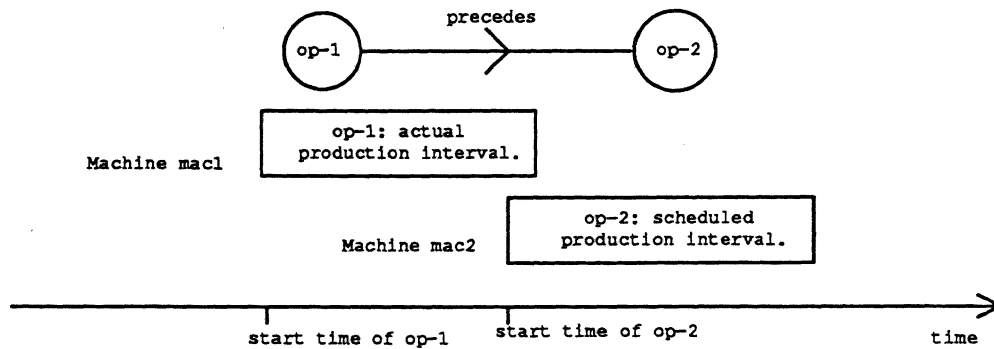 precedes
op-1
op-2
op-1: actual
production interval.
Machine mac1
op-2: scheduled
production interval.
Machine mac2
start time of op-1
start time of op-2
time